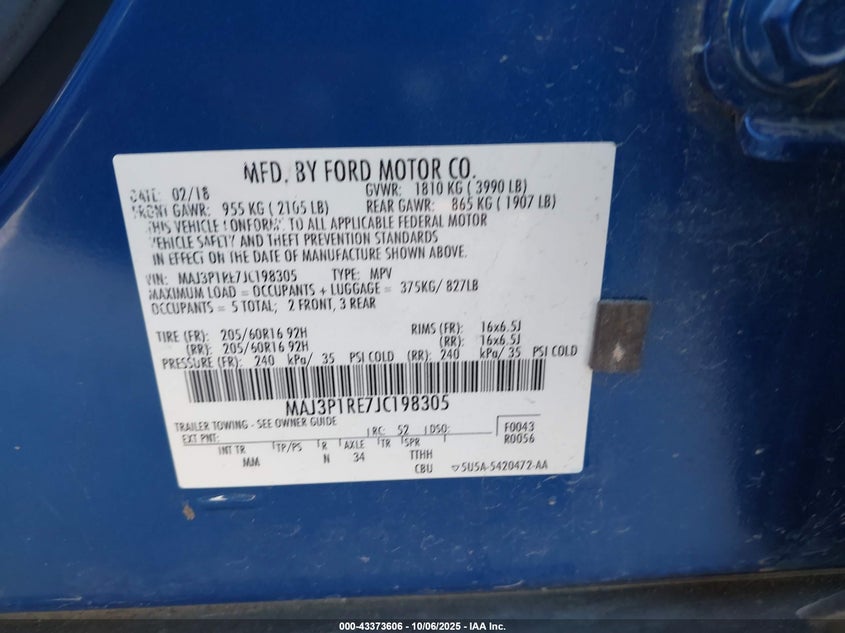 MFD. BY FORD MOTOR CO.
DATE: 02/18 GVWR: 1810 KG ( 3990 LB)
FRONT GAWR: 955 KG ( 2105 LB) REAR GAWR: 865 KG ( 1907 LB)
THIS VEHICLE CONFORMS TO ALL APPLICABLE FEDERAL MOTOR
VEHICLE SAFETY AND THEFT PREVENTION STANDARDS
IN EFFECT ON THE DATE OF MANUFACTURE SHOWN ABOVE.
VIN: MAJ3P1RE7JC198305 TYPE: MPV
MAXIMUM LOAD = OCCUPANTS + LUGGAGE = 375KG/ 827LB
OCCUPANTS = 5 TOTAL; 2 FRONT, 3 REAR
TIRE (FR): 205/60R16 92H RIMS (FR): 16x6.5J
(RR): 205/60R16 92H (RR): 16x6.5J
PRESSURE (FR): 240 kPa/ 35 PSI COLD (RR): 240 kPa/ 35 PSI COLD
MAJ3P1RE7JC198305
TRAILER TOWING - SEE OWNER GUIDE
EXT PNT: RC: 52 DSO: F0043
R0056
INT TR TP/PS R AXLE TR SPR
MM N 34 TTHH
CBU 5U5A-5420472-AA
000-43373606 - 10/06/2025 - IAA Inc.